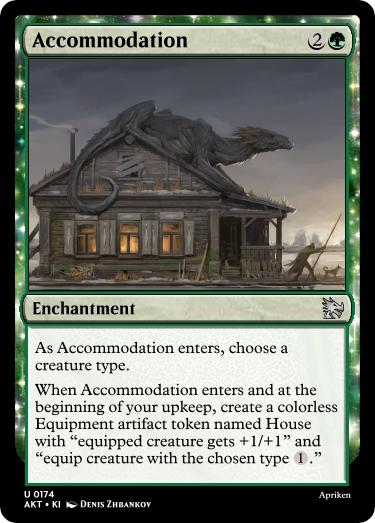 Accommodation 2
Enchantment
As Accommodation enters, choose a
creature type.
When Accommodation enters and at the
beginning of your upkeep, create a colorless
Equipment artifact token named House
with “equipped creature gets +1/+1” and
“equip creature with the chosen type 1.”
U 0174
Apriken
AKT • KI DENIS ZHBANKOV